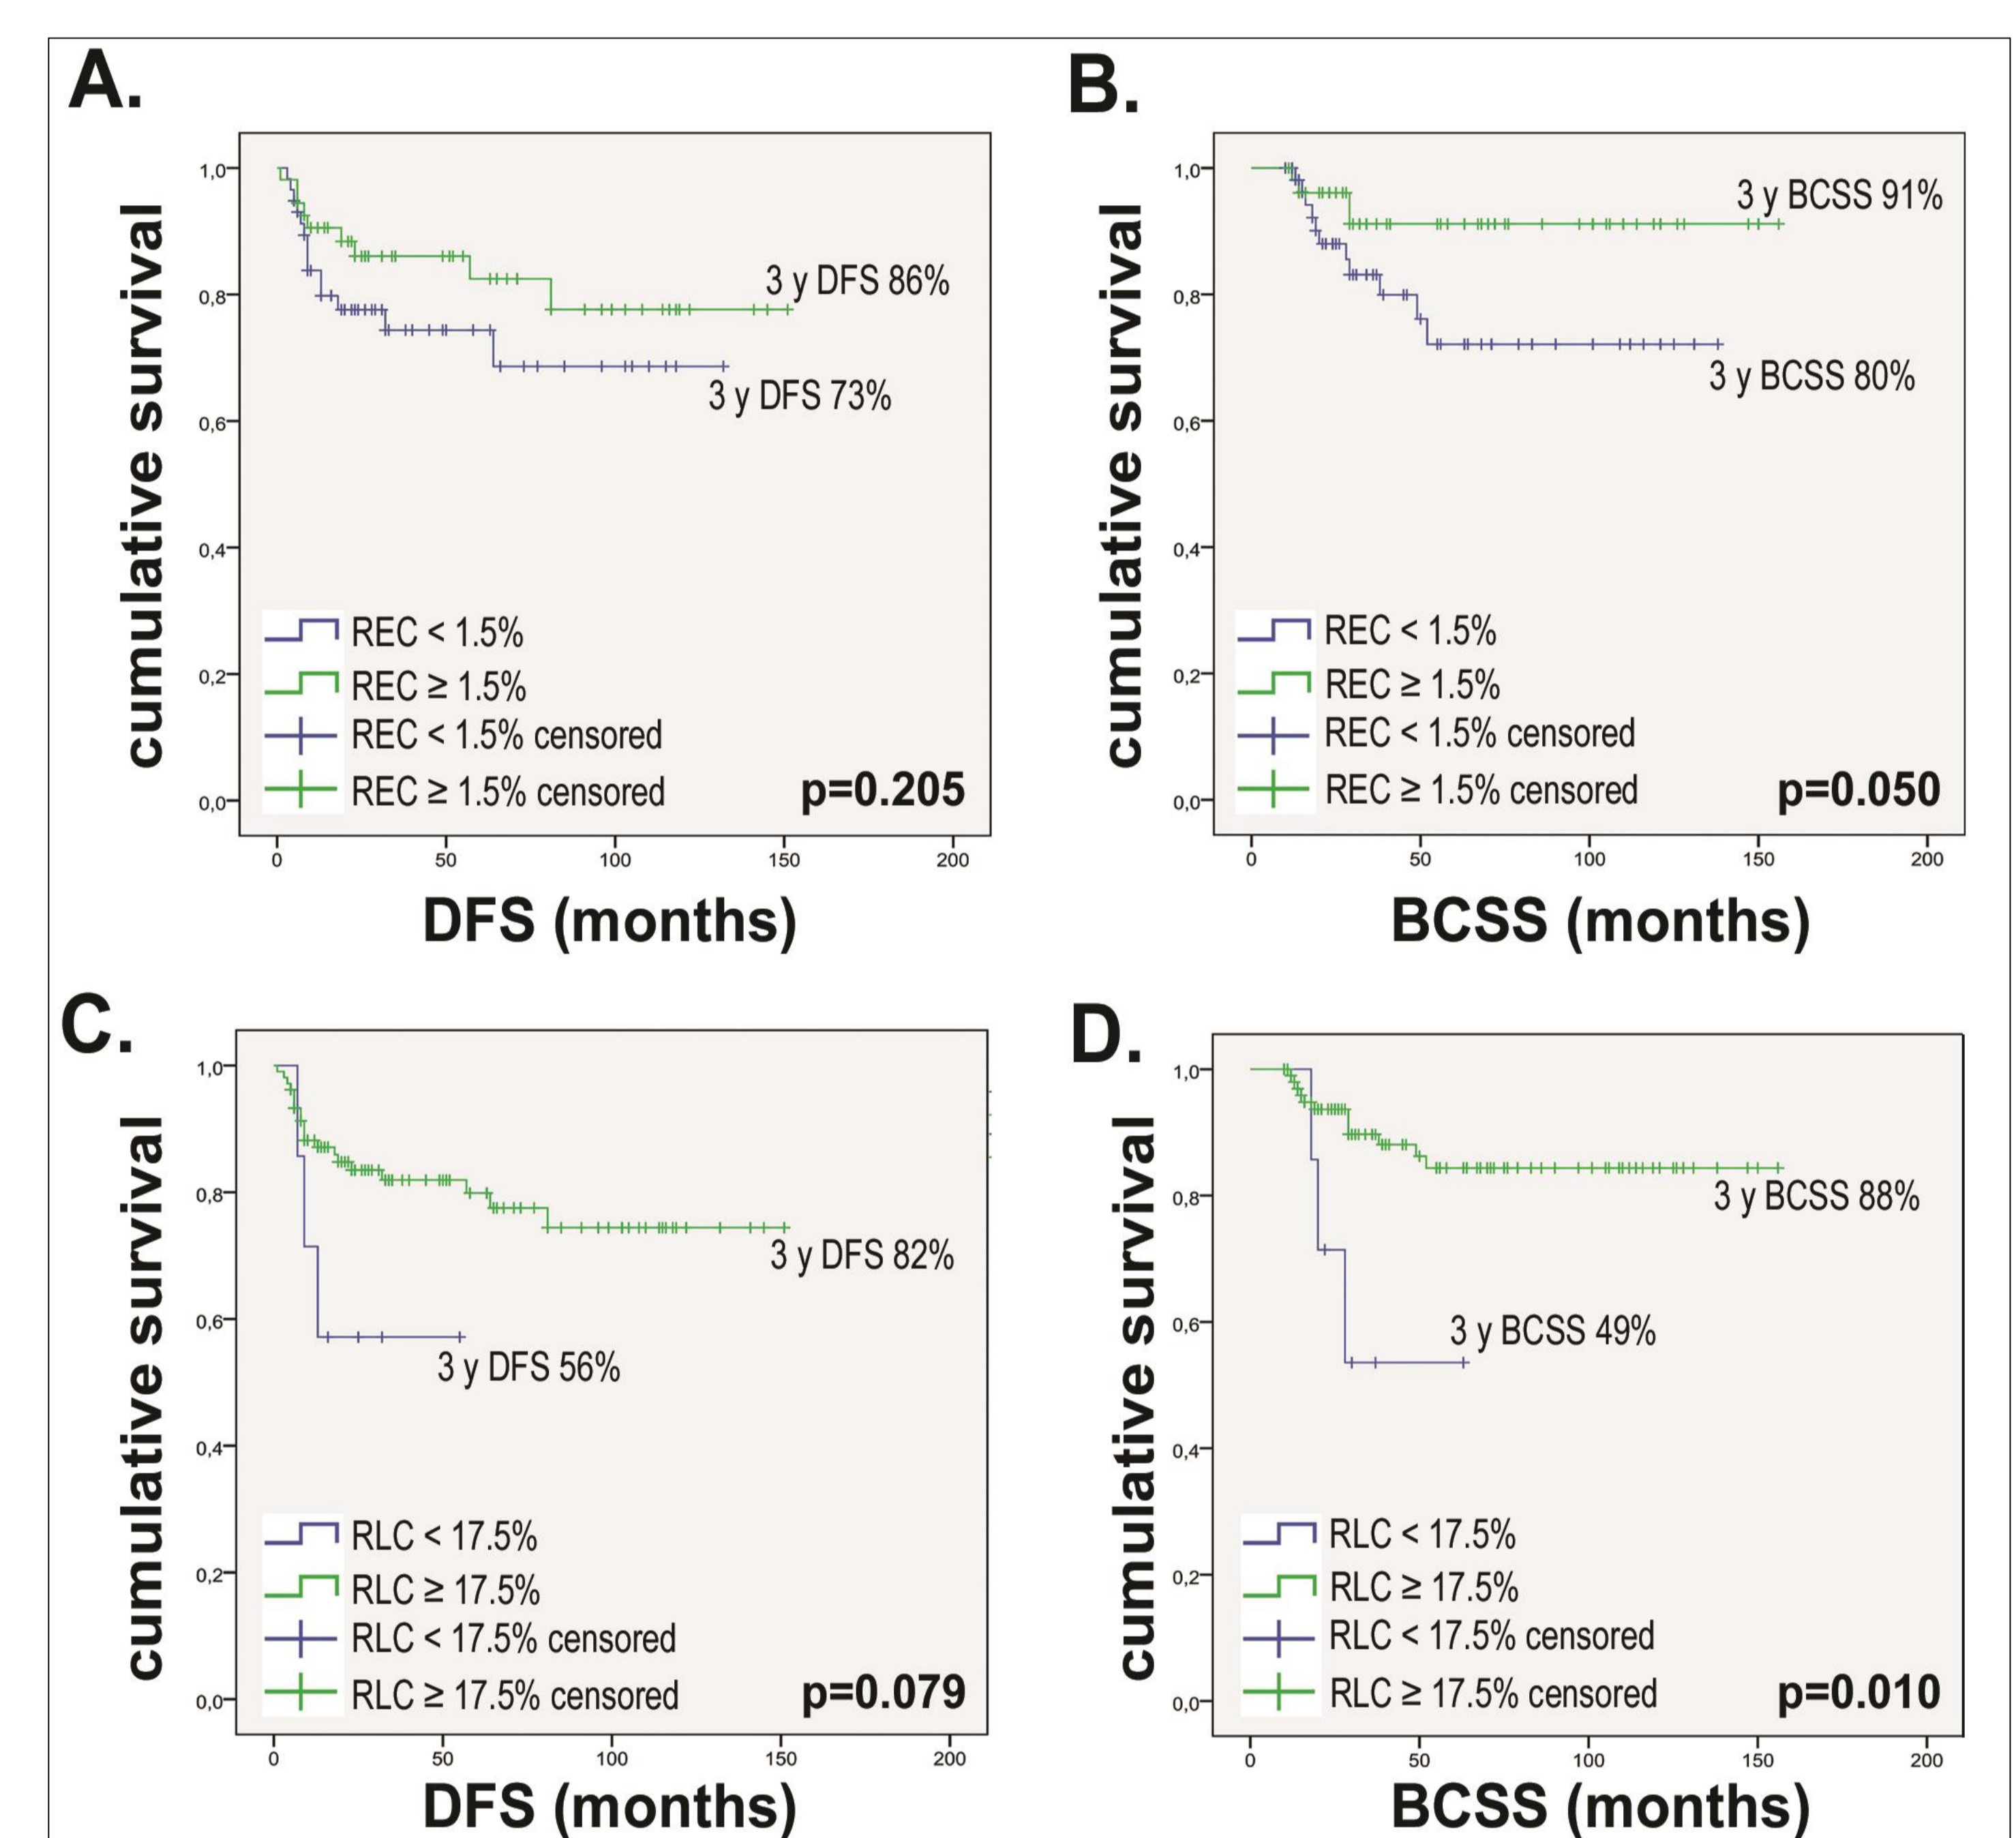 A.
cumulative survival
1,0
0,8
0,6
0,4
0,2
0,0
3 y DFS 86%
3 y DFS 73%
REC < 1.5%
REC ≥ 1.5%
REC < 1.5% censored
REC ≥ 1.5% censored
p=0.205
0 50 100 150 200
DFS (months)
B.
cumulative survival
1,0
0,8
0,6
0,4
0,2
0,0
3 y BCSS 91%
3 y BCSS 80%
REC < 1.5%
REC ≥ 1.5%
REC < 1.5% censored
REC ≥ 1.5% censored
p=0.050
0 50 100 150 200
BCSS (months)
C.
cumulative survival
1,0
0,8
0,6
0,4
0,2
0,0
3 y DFS 82%
3 y DFS 56%
RLC < 17.5%
RLC ≥ 17.5%
RLC < 17.5% censored
RLC ≥ 17.5% censored
p=0.079
0 50 100 150 200
DFS (months)
D.
cumulative survival
1,0
0,8
0,6
0,4
0,2
0,0
3 y BCSS 88%
3 y BCSS 49%
RLC < 17.5%
RLC ≥ 17.5%
RLC < 17.5% censored
RLC ≥ 17.5% censored
p=0.010
0 50 100 150 200
BCSS (months)